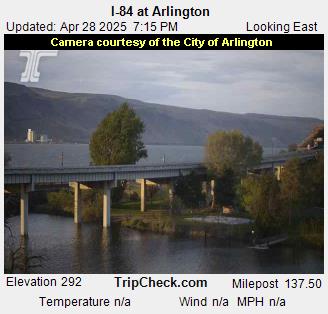 I-84 at Arlington
Updated: Apr 28 2025 7:15 PM Looking East
Camera courtesy of the City of Arlington
Elevation 292 TripCheck.com Milepost 137.50
Temperature n/a Wind n/a MPH n/a